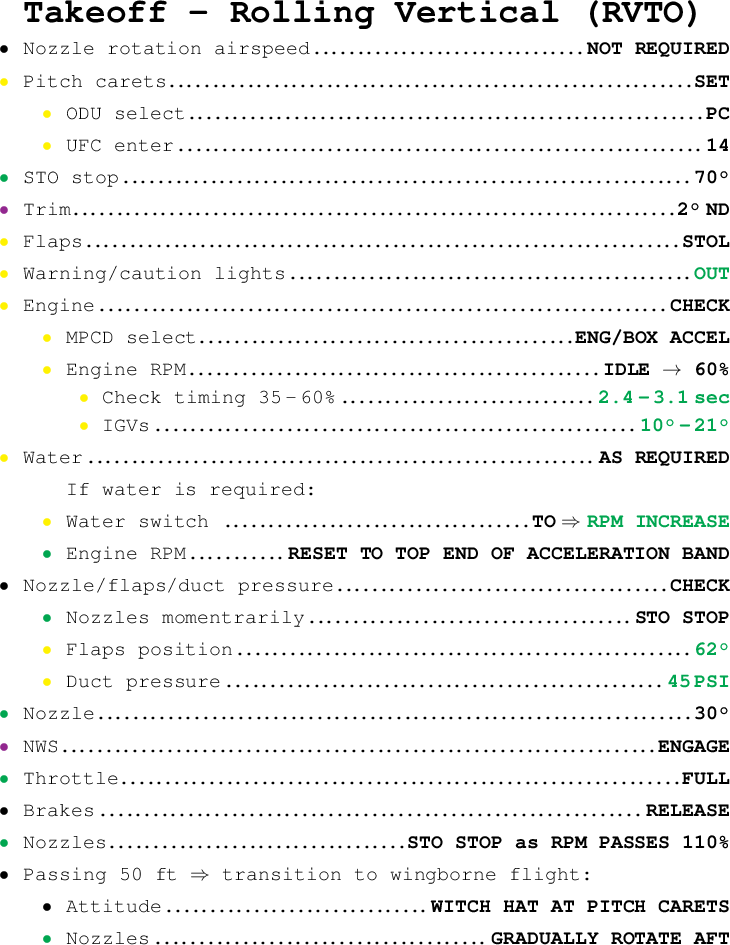 Takeoff – Rolling Vertical (RVTO)
• Nozzle rotation airspeed..............................NOT REQUIRED
• Pitch carets...........................................................SET
• ODU select..........................................................PC
• UFC enter...........................................................14
• STO stop................................................................70°
• Trim....................................................................2° ND
• Flaps...................................................................STOL
• Warning/caution lights.............................................OUT
• Engine................................................................CHECK
• MPCD select..........................................ENG/BOX ACCEL
• Engine RPM..............................................IDLE → 60%
• Check timing 35–60%.............................2.4–3.1 sec
• IGVs......................................................10°–21°
• Water.........................................................AS REQUIRED
If water is required:
• Water switch ...................................TO ⇒ RPM INCREASE
• Engine RPM...........RESET TO TOP END OF ACCELERATION BAND
• Nozzle/flaps/duct pressure.....................................CHECK
• Nozzles momentrarily....................................STO STOP
• Flaps position...................................................62°
• Duct pressure.................................................45 PSI
• Nozzle...................................................................30°
• NWS...................................................................ENGAGE
• Throttle...............................................................FULL
• Brakes.............................................................RELEASE
• Nozzles.................................STO STOP as RPM PASSES 110%
• Passing 50 ft ⇒ transition to wingborne flight:
• Attitude..............................WITCH HAT AT PITCH CARETS
• Nozzles.....................................GRADUALLY ROTATE AFT